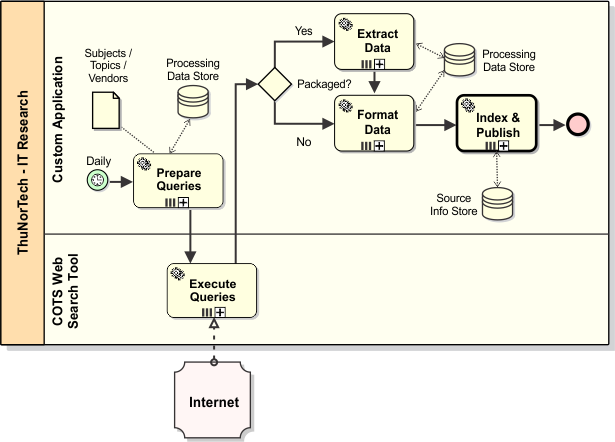 ThuNorTech - IT Research
Custom Application
Subjects /
Topics /
Vendors
Processing
Data Store
Daily
Prepare
Queries
Yes
Packaged?
No
Extract
Data
Format
Data
Processing
Data Store
Index &
Publish
Source
Info Store
COTS Web
Search Tool
Execute
Queries
Internet